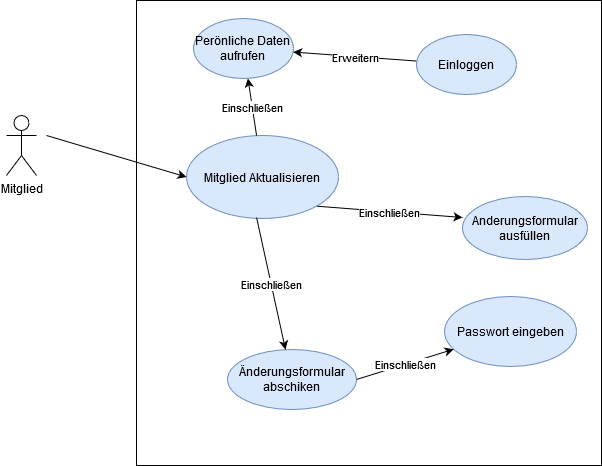 Perönliche Daten
aufrufen
Erweitern
Einloggen
Einschließen
Mitglied
Mitglied Aktualisieren
Einschließen
Anderungsformular
ausfüllen
Einschließen
Passwort eingeben
Einschließen
Änderungsformular
abschiken